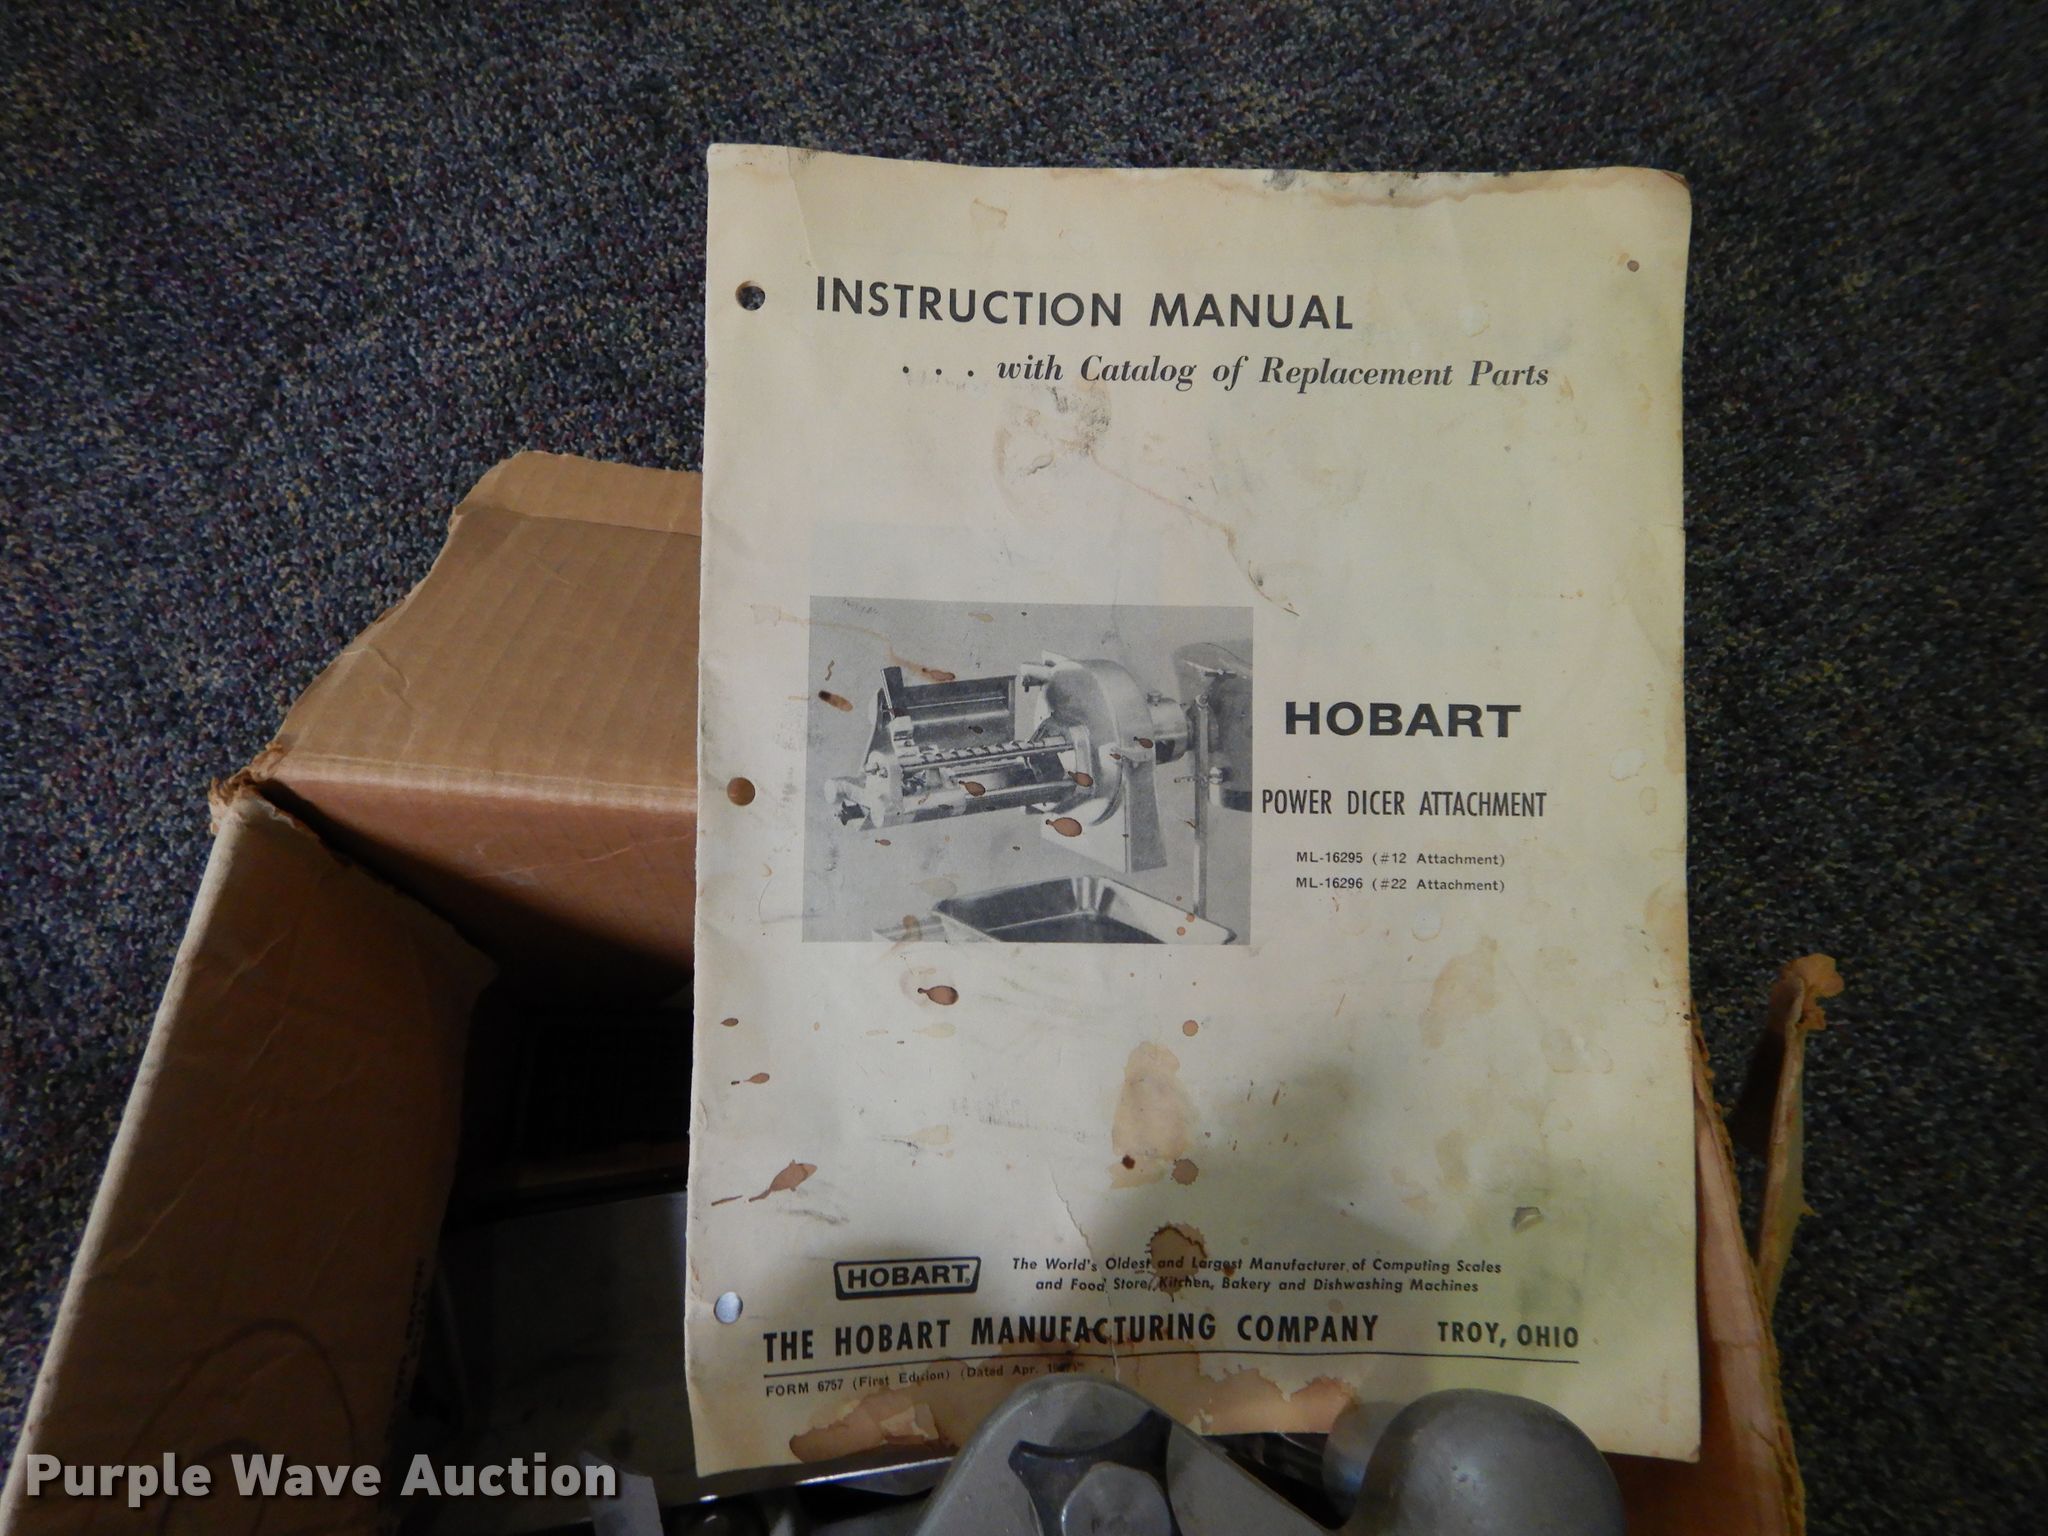 INSTRUCTION MANUAL
. . . with Catalog of Replacement Parts
HOBART
POWER DICER ATTACHMENT
ML-16295 (#12 Attachment)
ML-16296 (#22 Attachment)
HOBART
The World's Oldest and Largest Manufacturer of Computing Scales
and Food Store, Kitchen, Bakery and Dishwashing Machines
THE HOBART MANUFACTURING COMPANY TROY, OHIO
FORM 6757 (First Edition) (Dated Apr.
Purple Wave Auction